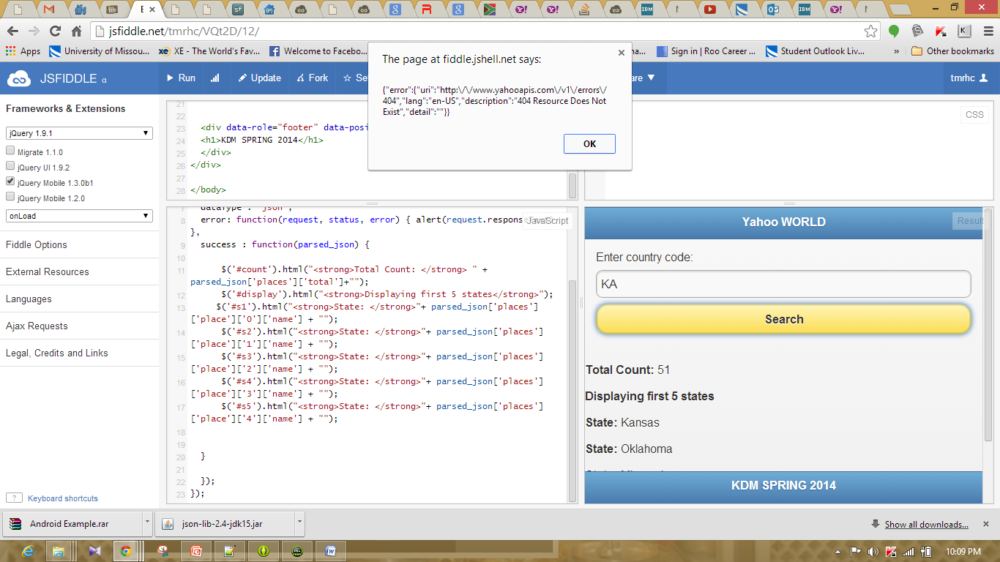 jsfiddle.net/tmrhc/VQt2D/12/
Apps
University of Missou...
XE - The World's Fav...
Welcome to Facebo...
Sign in | Roo Career ...
Student Outlook Liv...
»
Other bookmarks
JSFIDDLE α
Run
Update
Fork
tmrhc
The page at fiddle.jshell.net says:
{"error":{"uri":"http:\/\/www.yahooapis.com\/v1\/errors\/
404","lang":"en-US","description":"404 Resource Does Not
Exist","detail":""}}
OK
Frameworks & Extensions
jQuery 1.9.1
Migrate 1.1.0
jQuery UI 1.9.2
jQuery Mobile 1.3.0b1
jQuery Mobile 1.2.0
onLoad
Fiddle Options
External Resources
Languages
Ajax Requests
Legal, Credits and Links
? Keyboard shortcuts
21
22
23 <div data-role="footer" data-posi
24 <h1>KDM SPRING 2014</h1>
25 </div>
26 </div>
27
28 </body>
CSS
8 error: function(request, status, error) { alert(request.response
},
JavaScript
9 success : function(parsed_json) {
10
11 $('#count').html("<strong>Total Count: </strong> " +
parsed_json['places']['total']+"");
12 $('#display').html("<strong>Displaying first 5 states</strong>");
13 $('#s1').html("<strong>State: </strong>"+ parsed_json['places']
['place']['0']['name'] + "");
14 $('#s2').html("<strong>State: </strong>"+ parsed_json['places']
['place']['1']['name'] + "");
15 $('#s3').html("<strong>State: </strong>"+ parsed_json['places']
['place']['2']['name'] + "");
16 $('#s4').html("<strong>State: </strong>"+ parsed_json['places']
['place']['3']['name'] + "");
17 $('#s5').html("<strong>State: </strong>"+ parsed_json['places']
['place']['4']['name'] + "");
18
19
20 }
21
22 });
23 });
Yahoo WORLD
Result
Enter country code:
KA
Search
Total Count: 51
Displaying first 5 states
State: Kansas
State: Oklahoma
KDM SPRING 2014
Android Example.rar
json-lib-2.4-jdk15.jar
Show all downloads...
10:09 PM